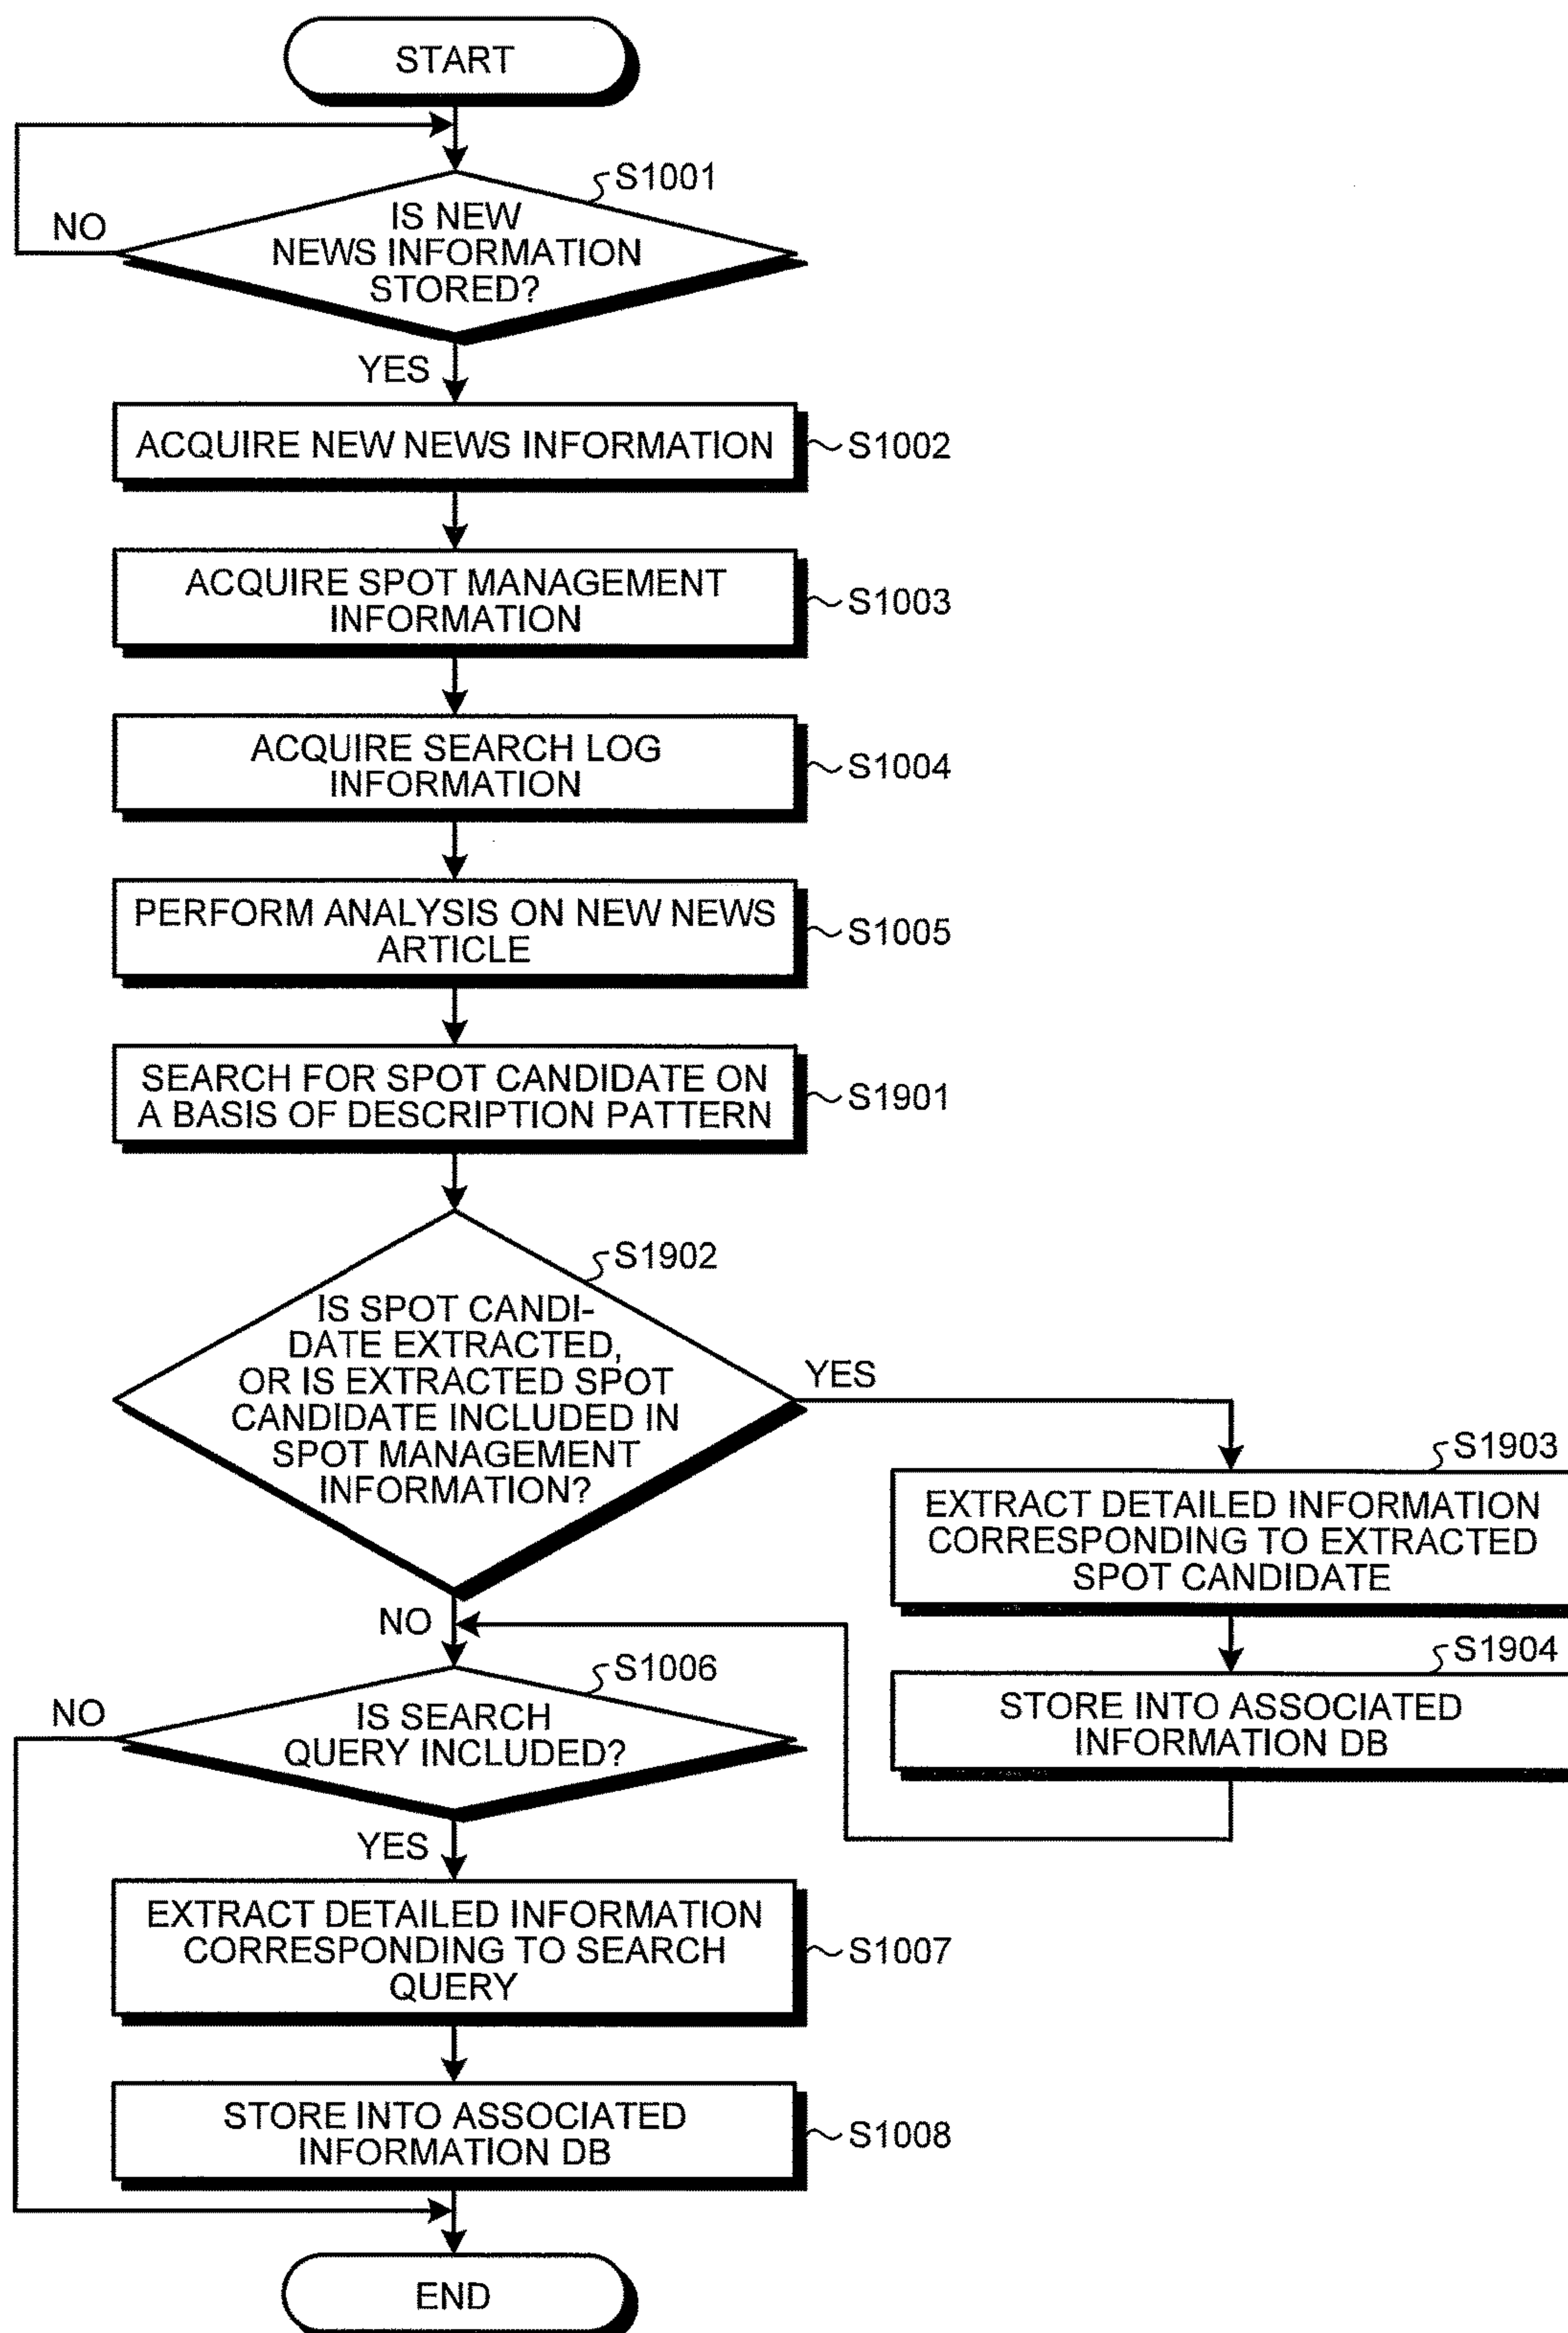 START
S1001
NO
IS NEW
NEWS INFORMATION
STORED?
YES
ACQUIRE NEW NEWS INFORMATION
S1002
ACQUIRE SPOT MANAGEMENT
INFORMATION
S1003
ACQUIRE SEARCH LOG
INFORMATION
S1004
PERFORM ANALYSIS ON NEW NEWS
ARTICLE
S1005
SEARCH FOR SPOT CANDIDATE ON
A BASIS OF DESCRIPTION PATTERN
S1901
S1902
IS SPOT CANDI-
DATE EXTRACTED,
OR IS EXTRACTED SPOT
CANDIDATE INCLUDED IN
SPOT MANAGEMENT
INFORMATION?
YES
S1903
EXTRACT DETAILED INFORMATION
CORRESPONDING TO EXTRACTED
SPOT CANDIDATE
S1904
STORE INTO ASSOCIATED
INFORMATION DB
NO
S1006
NO
IS SEARCH
QUERY INCLUDED?
YES
EXTRACT DETAILED INFORMATION
CORRESPONDING TO SEARCH
QUERY
S1007
STORE INTO ASSOCIATED
INFORMATION DB
S1008
END